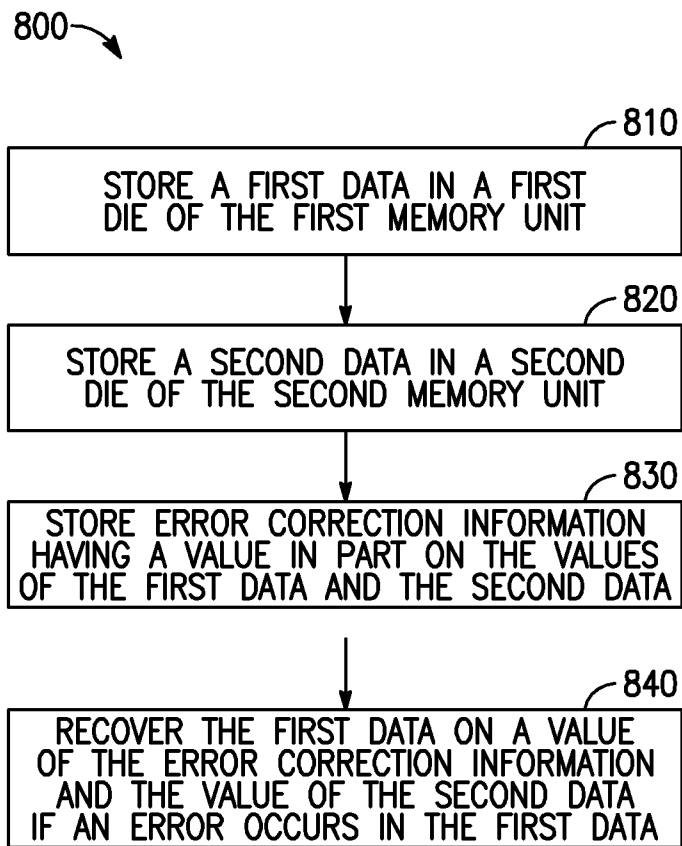 800
810
STORE A FIRST DATA IN A FIRST
DIE OF THE FIRST MEMORY UNIT
820
STORE A SECOND DATA IN A SECOND
DIE OF THE SECOND MEMORY UNIT
830
STORE ERROR CORRECTION INFORMATION
HAVING A VALUE IN PART ON THE VALUES
OF THE FIRST DATA AND THE SECOND DATA
840
RECOVER THE FIRST DATA ON A VALUE
OF THE ERROR CORRECTION INFORMATION
AND THE VALUE OF THE SECOND DATA
IF AN ERROR OCCURS IN THE FIRST DATA